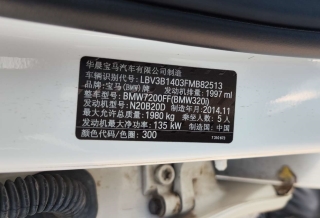 华晨宝马汽车有限公司制造
车辆识别代号: LBV3B1403FMB82513
品牌: 宝马(BMW)牌 发动机排量: 1997 ml
整车型号: BMW7200FF(BMW320i)
发动机型号: N20B20D 制造年月: 2014.11
最大允许总质量: 1980 kg 乘坐人数: 5 人
发动机最大净功率: 135 kW 制造国: 中国
颜色代码/色圈: 300